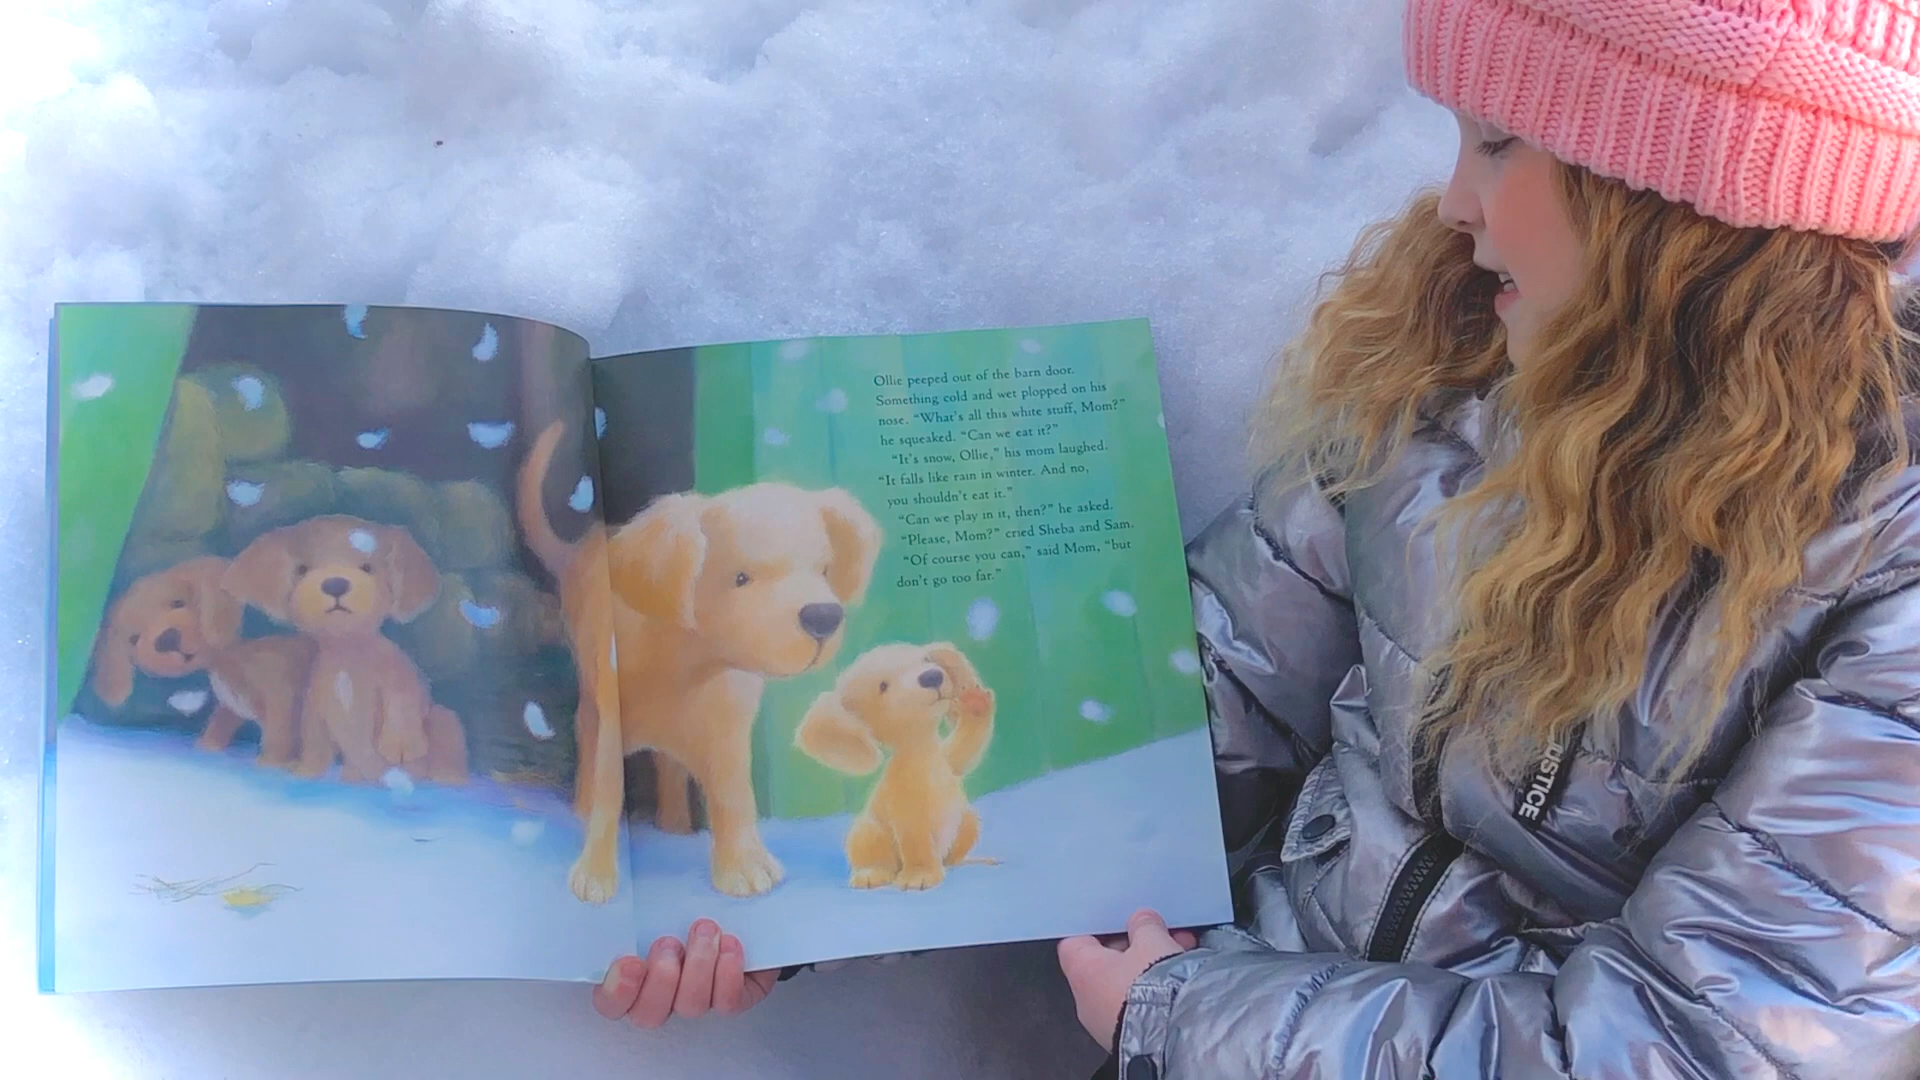 Ollie peeped out of the barn door.
Something cold and wet plopped on his
nose. “What’s all this white stuff, Mom?”
he squeaked. “Can we eat it?”
“It’s snow, Ollie,” his mom laughed.
“It falls like rain in winter. And no,
you shouldn’t eat it.”
“Can we play in it, then?” he asked.
“Please, Mom?” cried Sheba and Sam.
“Of course you can,” said Mom, “but
don’t go too far.”
USTICE